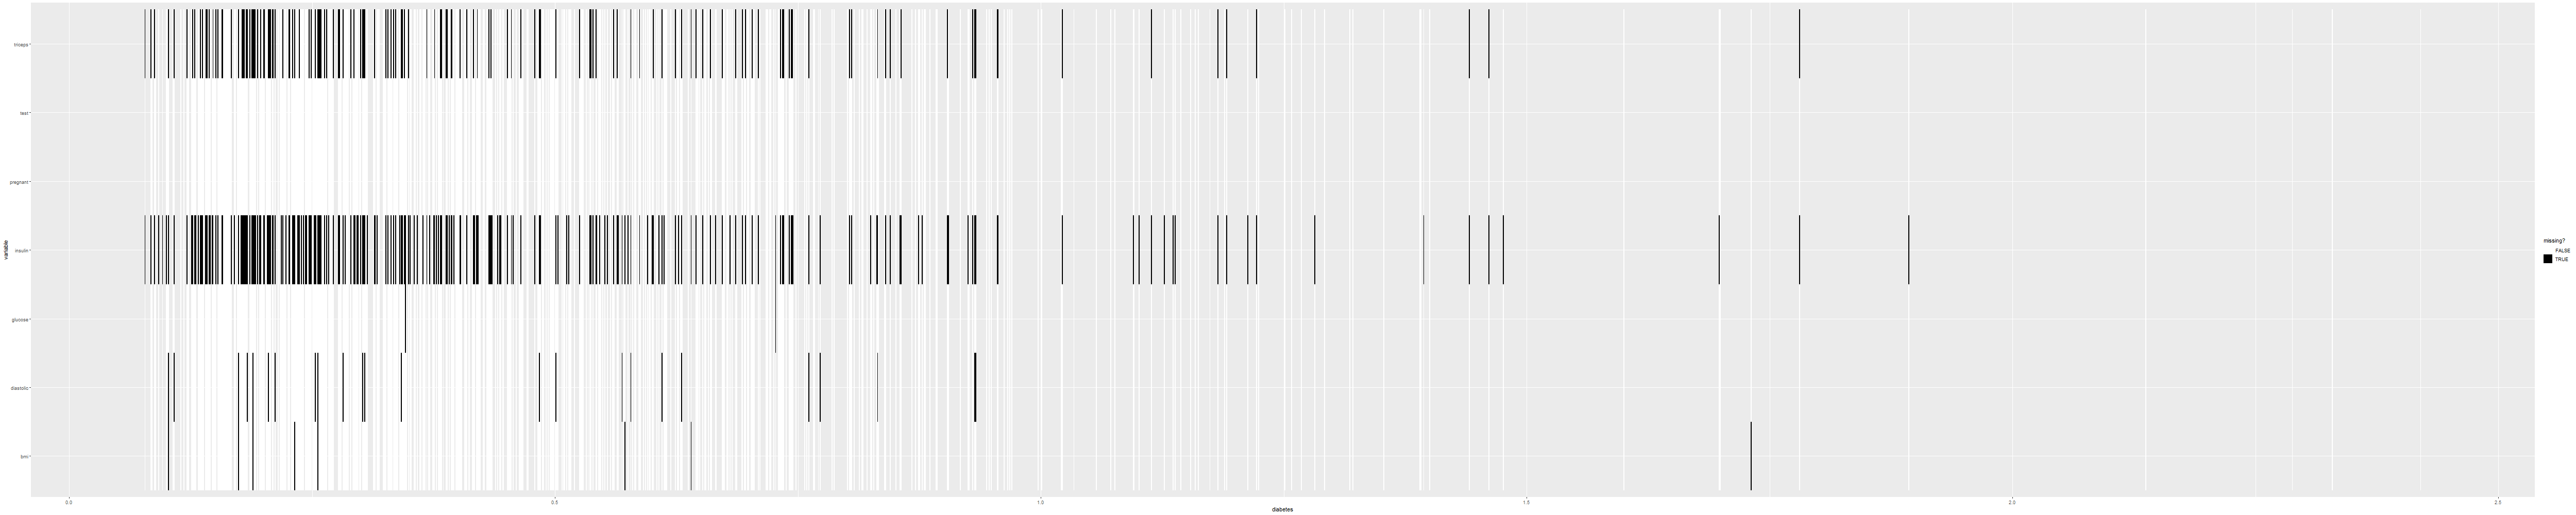 triceps
test
pregnant
insulin
glucose
diastolic
bmi
variable
0.0 0.5 1.0 1.5 2.0 2.5
diabetes
missing?
FALSE
TRUE